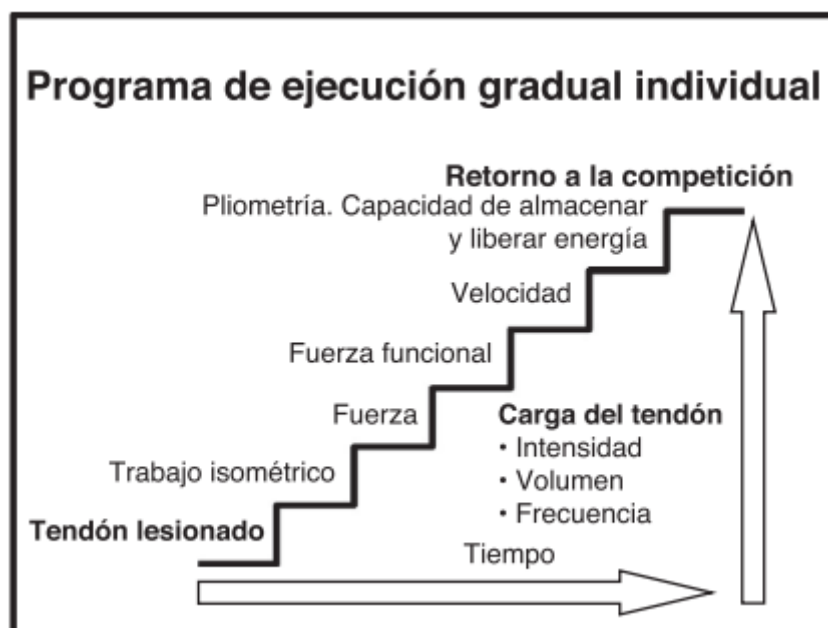 Programa de ejecución gradual individual
Retorno a la competición
Pliometría. Capacidad de almacenar
y liberar energía
Velocidad
Fuerza funcional
Fuerza
Carga del tendón
• Intensidad
• Volumen
• Frecuencia
Trabajo isométrico
Tendón lesionado
Tiempo